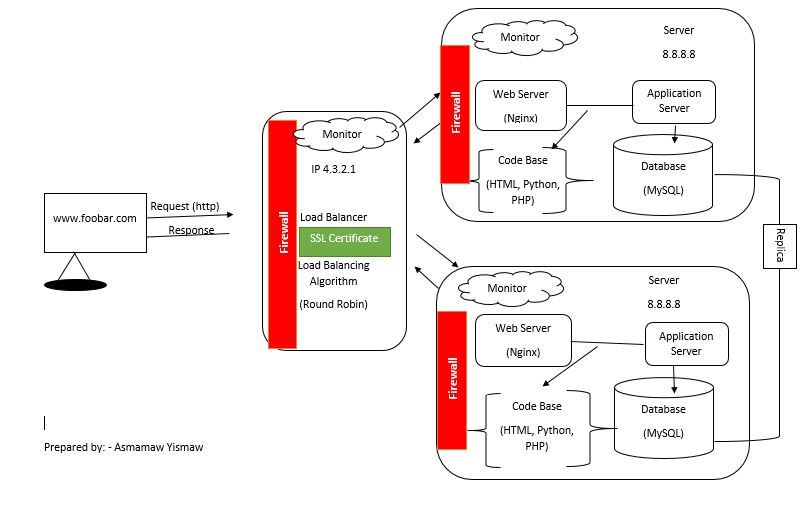 www.foobar.com
Request (http)
Response
Firewall
Monitor
IP 4.3.2.1
Load Balancer
SSL Certificate
Load Balancing
Algorithm
(Round Robin)
Firewall
Monitor
Server
8.8.8.8
Web Server
(Nginx)
Application
Server
Code Base
(HTML, Python,
PHP)
Database
(MySQL)
Replica
Firewall
Monitor
Server
8.8.8.8
Web Server
(Nginx)
Application
Server
Code Base
(HTML, Python,
PHP)
Database
(MySQL)
Prepared by: - Asmamaw Yismaw